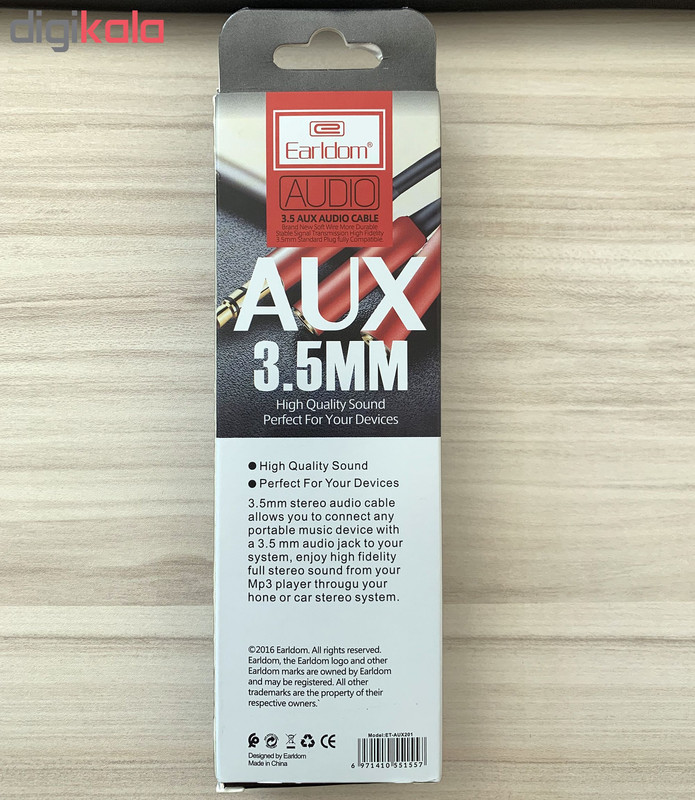 digikala
Earldom®
AUDIO
3.5 AUX AUDIO CABLE
Brand New Soft Wire More Durable
Stable Signal Transmission High Fidelity
3.5mm Standard Plug fully Compatible
AUX
3.5MM
High Quality Sound
Perfect For Your Devices
● High Quality Sound
● Perfect For Your Devices
3.5mm stereo audio cable
allows you to connect any
portable music device with
a 3.5 mm audio jack to your
system, enjoy high fidelity
full stereo sound from your
Mp3 player througu your
hone or car stereo system.
©2016 Earldom. All rights reserved.
Earldom, the Earldom logo and other
Earldom marks are owned by Earldom
and may be registered. All other
trademarks are the property of their
respective owners.
Model:ET-AUX201
CE
Designed by Earldom
Made in China
6 971410 551557